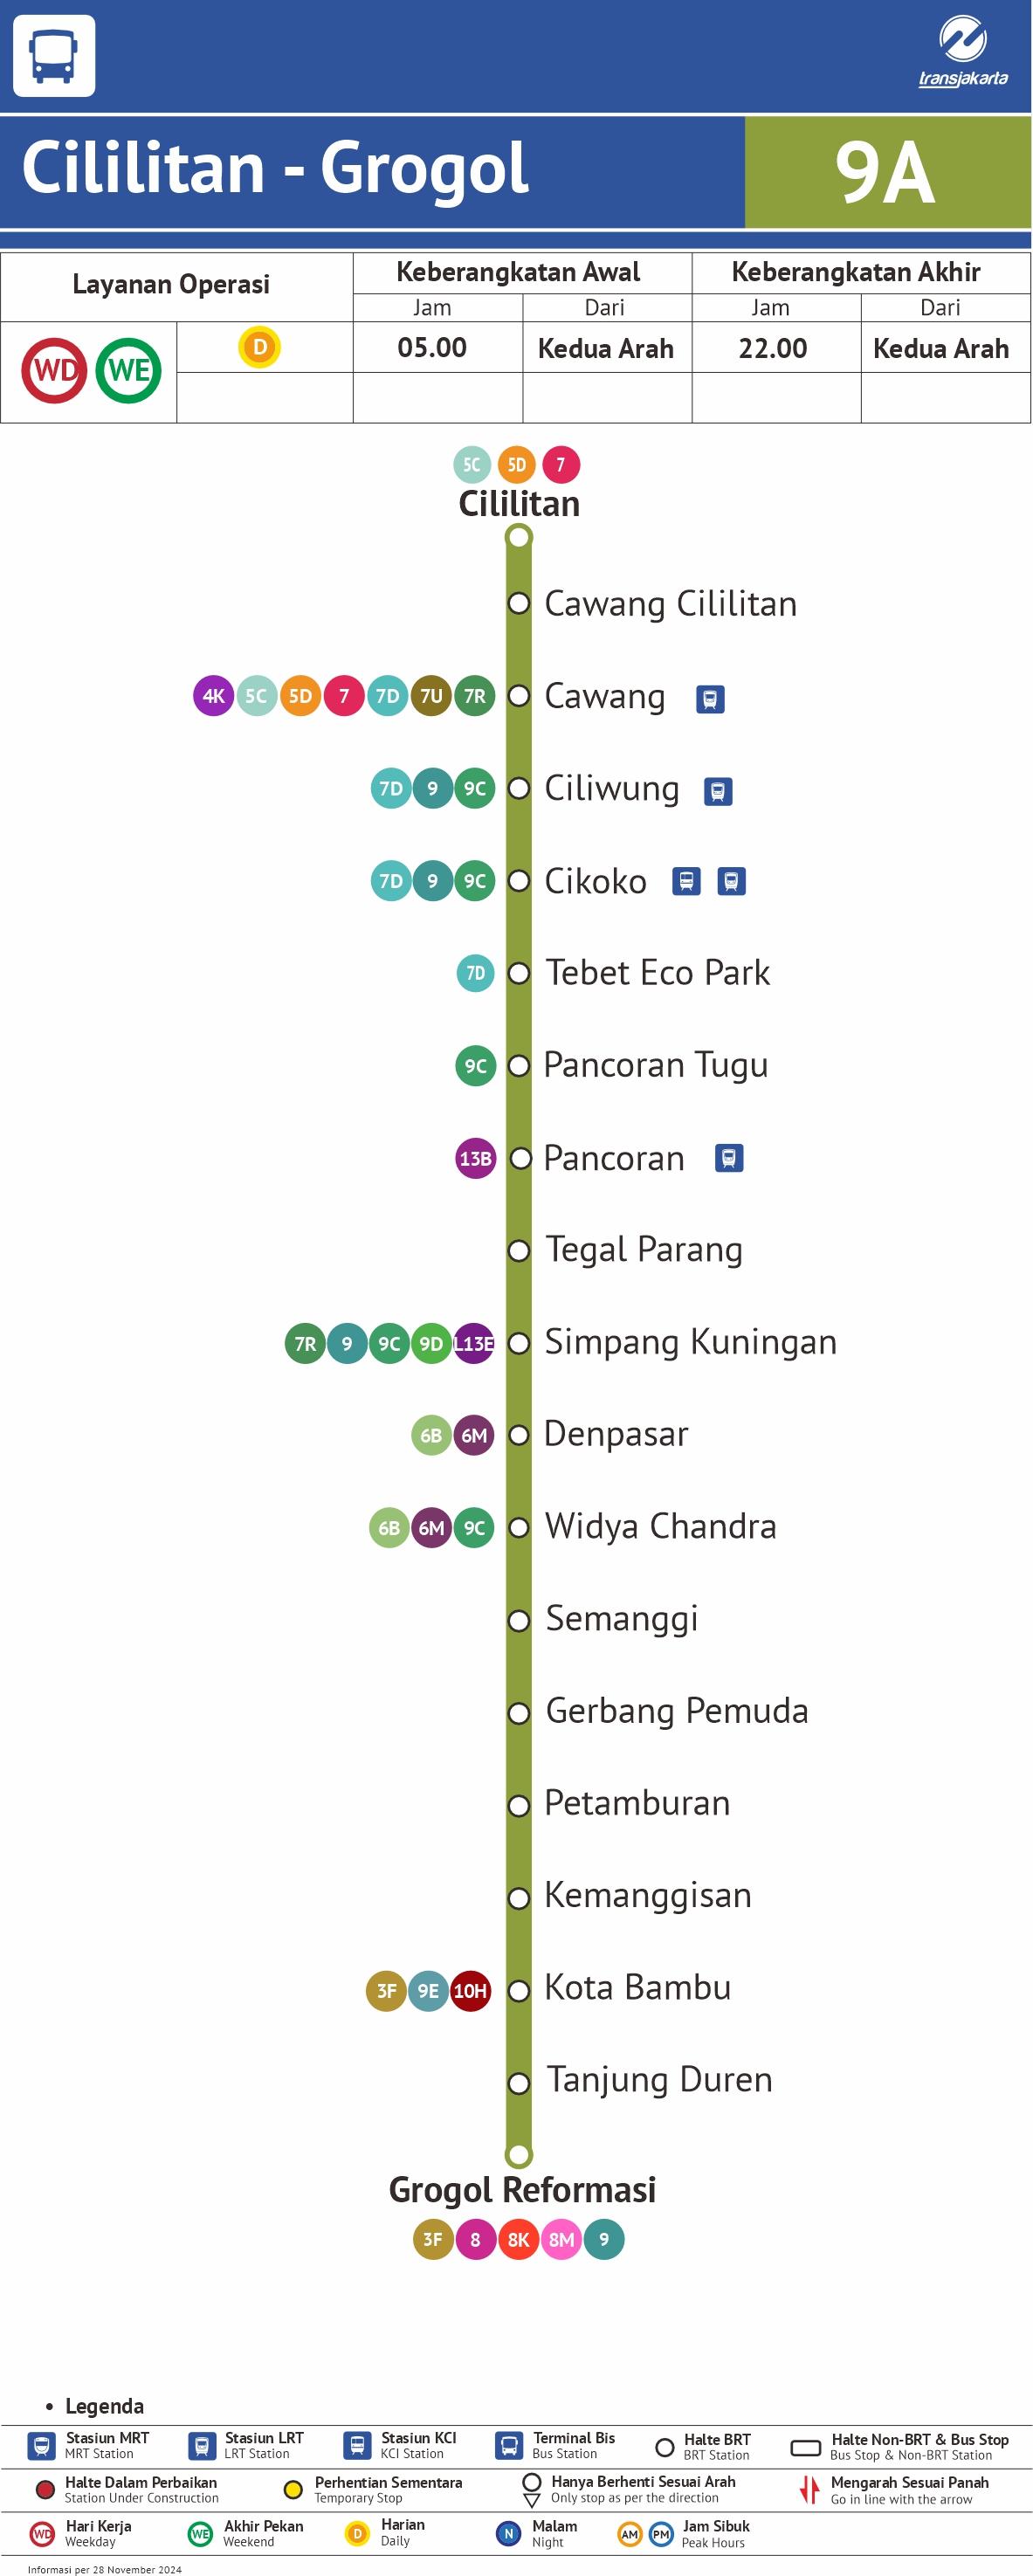 transjakarta
Cililitan - Grogol
9A
Layanan Operasi
Keberangkatan Awal
Keberangkatan Akhir
Jam
Dari
Jam
Dari
WD WE
D
05.00
Kedua Arah
22.00
Kedua Arah
5C 5D 7
Cililitan
Cawang Cililitan
4K 5C 5D 7 7D 7U 7R Cawang
7D 9 9C Ciliwung
7D 9 9C Cikoko
7D Tebet Eco Park
9C Pancoran Tugu
13B Pancoran
Tegal Parang
7R 9 9C 9D L13E Simpang Kuningan
6B 6M Denpasar
6B 6M 9C Widya Chandra
Semanggi
Gerbang Pemuda
Petamburan
Kemanggisan
3F 9E 10H Kota Bambu
Tanjung Duren
Grogol Reformasi
3F 8 8K 8M 9
• Legenda
Stasiun MRT
MRT Station
Stasiun LRT
LRT Station
Stasiun KCI
KCI Station
Terminal Bis
Bus Station
Halte BRT
BRT Station
Halte Non-BRT & Bus Stop
Bus Stop & Non-BRT Station
Halte Dalam Perbaikan
Station Under Construction
Perhentian Sementara
Temporary Stop
Hanya Berhenti Sesuai Arah
Only stop as per the direction
Mengarah Sesuai Panah
Go in line with the arrow
WD Hari Kerja
Weekday
WE Akhir Pekan
Weekend
D Harian
Daily
N Malam
Night
AM PM Jam Sibuk
Peak Hours
Informasi per 28 November 2024